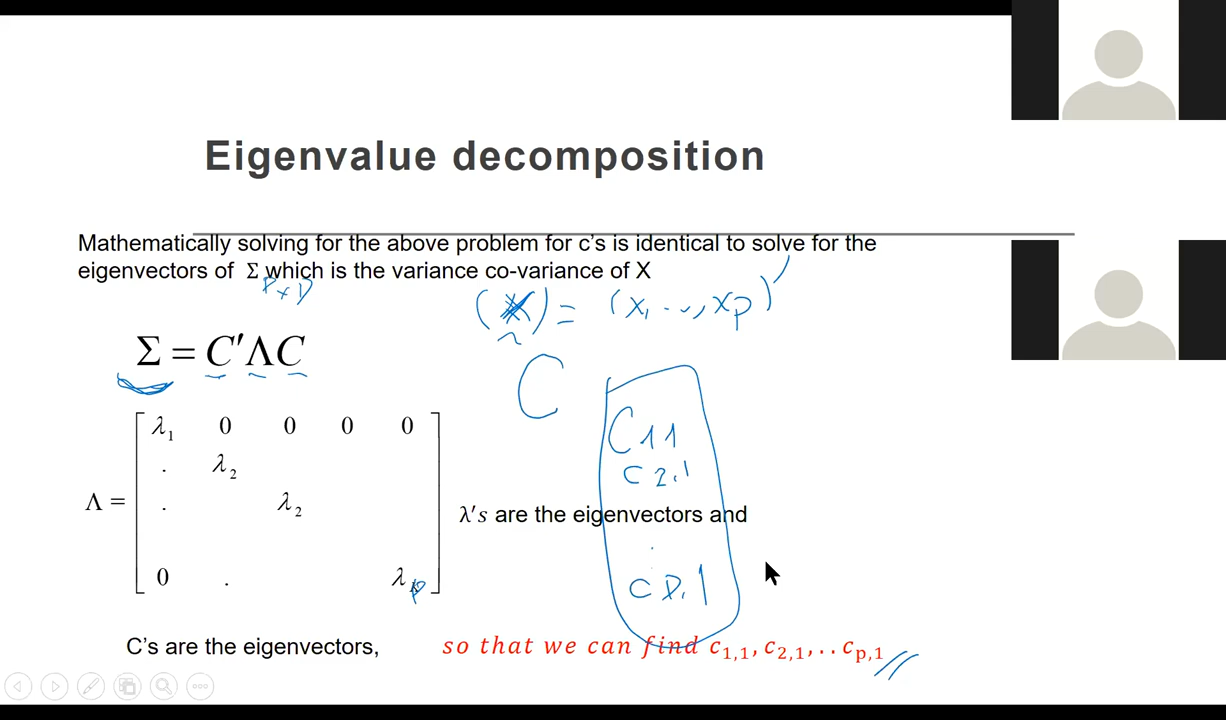 Eigenvalue decomposition
Mathematically solving for the above problem for c's is identical to solve for the
eigenvectors of Σ which is the variance co-variance of X
P × P
(X) = (x₁ . . , xp)′
Σ = C′ΛC
C
C11
c 2,1
.
c p,1
Λ = [ λ₁ 0 0 0 0
. λ₂
. λ₂
0 . λp ]
λ′s are the eigenvectors and
C's are the eigenvectors, so that we can find c₁,₁, c₂,₁, . . cp,₁